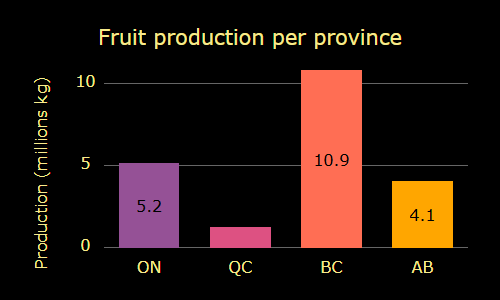 Fruit production per province
Production (millions kg)
10
5
0
5.2
10.9
4.1
ON
QC
BC
AB